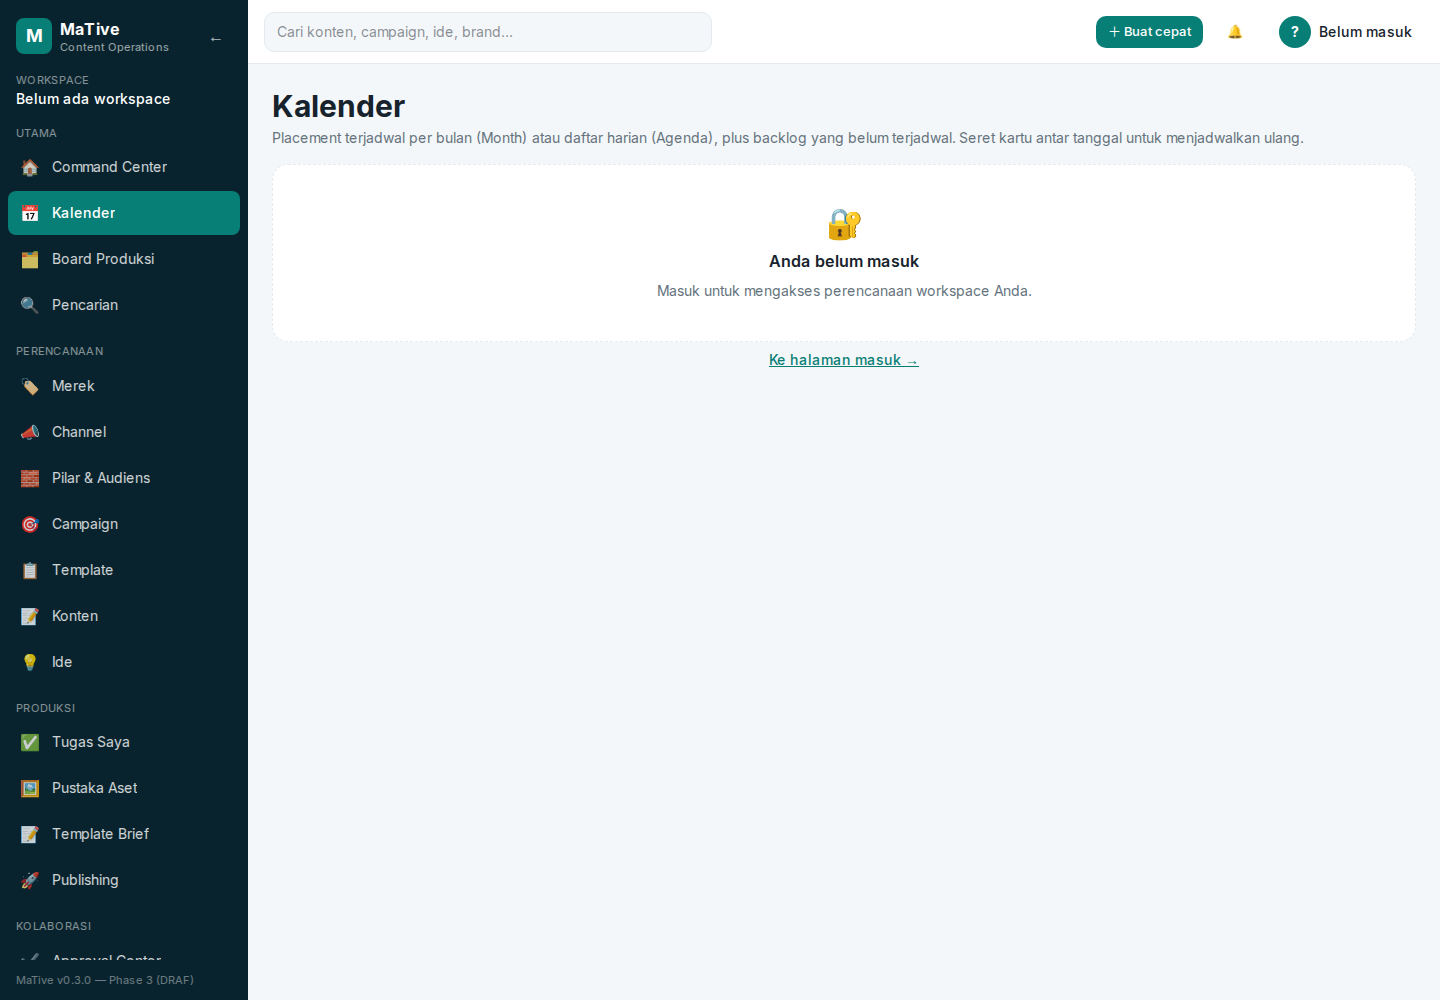 M
MaTive
Content Operations
←
WORKSPACE
Belum ada workspace
UTAMA
Command Center
Kalender
Board Produksi
Pencarian
PERENCANAAN
Merek
Channel
Pilar & Audiens
Campaign
Template
Konten
Ide
PRODUKSI
Tugas Saya
Pustaka Aset
Template Brief
Publishing
KOLABORASI
Approval Center
MaTive v0.3.0 — Phase 3 (DRAF)
Cari konten, campaign, ide, brand...
+ Buat cepat
? Belum masuk
Kalender
Placement terjadwal per bulan (Month) atau daftar harian (Agenda), plus backlog yang belum terjadwal. Seret kartu antar tanggal untuk menjadwalkan ulang.
Anda belum masuk
Masuk untuk mengakses perencanaan workspace Anda.
Ke halaman masuk →